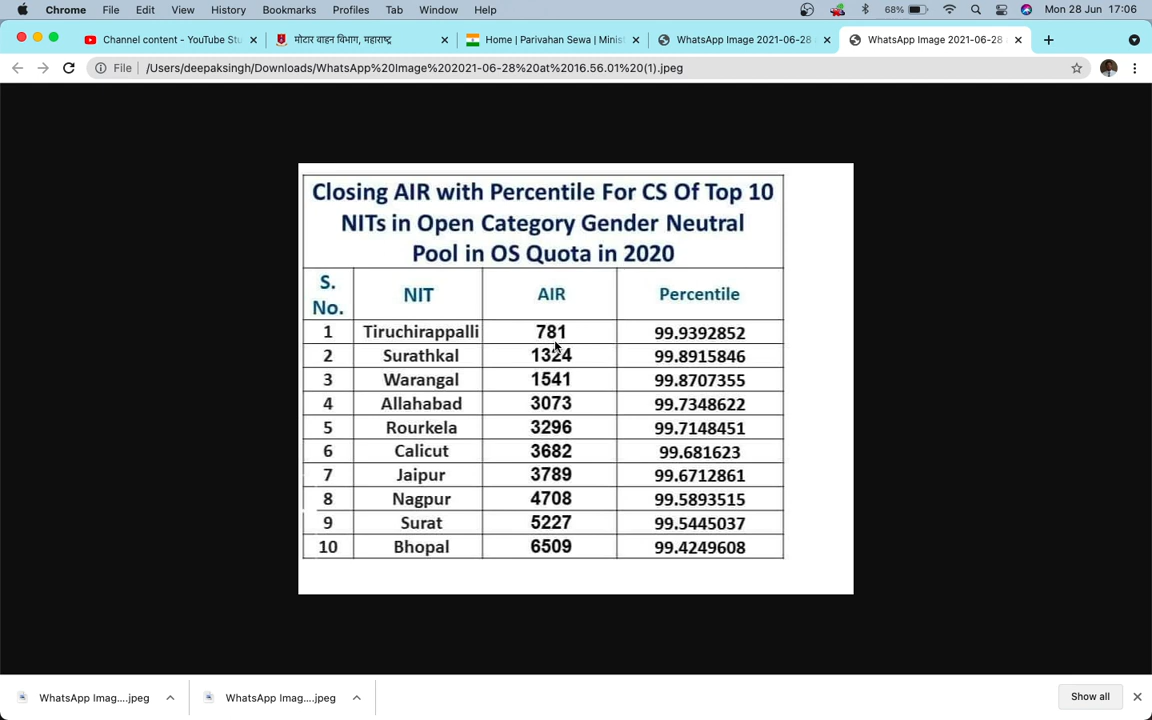 Chrome File Edit View History Bookmarks Profiles Tab Window Help 68% Mon 28 Jun 17:06
Channel content - YouTube Stu मोटार वाहन विभाग, महाराष्ट्र Home | Parivahan Sewa | Minist WhatsApp Image 2021-06-28 WhatsApp Image 2021-06-28
File /Users/deepaksingh/Downloads/WhatsApp%20Image%202021-06-28%20at%2016.56.01%20(1).jpeg
Closing AIR with Percentile For CS Of Top 10
NITs in Open Category Gender Neutral
Pool in OS Quota in 2020
S. No. NIT AIR Percentile
1 Tiruchirappalli 781 99.9392852
2 Surathkal 1324 99.8915846
3 Warangal 1541 99.8707355
4 Allahabad 3073 99.7348622
5 Rourkela 3296 99.7148451
6 Calicut 3682 99.681623
7 Jaipur 3789 99.6712861
8 Nagpur 4708 99.5893515
9 Surat 5227 99.5445037
10 Bhopal 6509 99.4249608
WhatsApp Imag....jpeg WhatsApp Imag....jpeg Show all